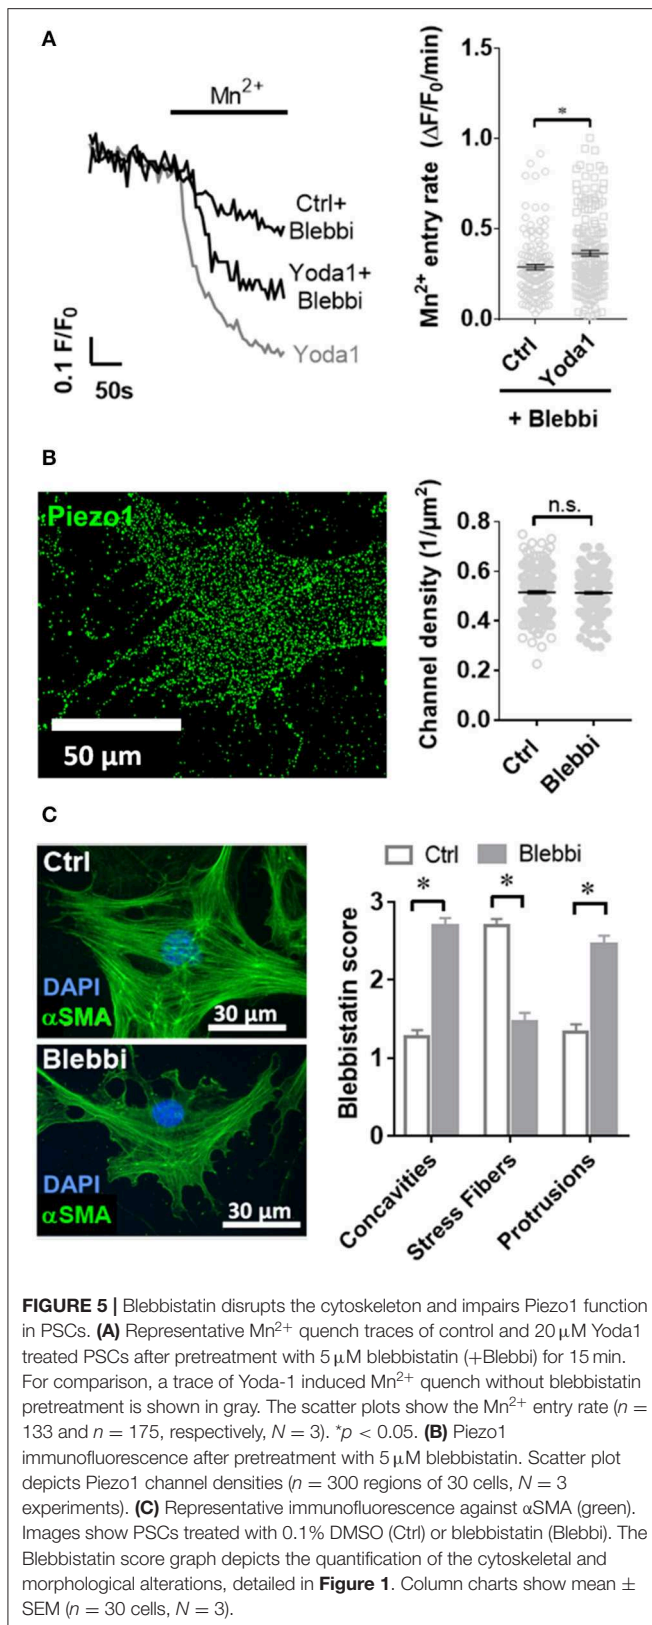 A
Mn2+
Ctrl+
Blebbi
Yoda1+
Blebbi
Yoda1
0.1 F/F0
50s
Mn2+ entry rate (ΔF/F0/min)
1.0
0.5
0.0
*
Ctrl
Yoda1
+ Blebbi
B
Piezo1
50 µm
Channel density (1/µm2)
0.8
0.6
0.4
0.2
0.0
n.s.
Ctrl
Blebbi
C
Ctrl
DAPI
αSMA
30 µm
Blebbi
DAPI
αSMA
30 µm
Ctrl
Blebbi
Blebbistatin score
3
2
1
0
*
*
*
Concavities
Stress Fibers
Protrusions
FIGURE 5 | Blebbistatin disrupts the cytoskeleton and impairs Piezo1 function
in PSCs. (A) Representative Mn2+ quench traces of control and 20 µM Yoda1
treated PSCs after pretreatment with 5 µM blebbistatin (+Blebbi) for 15 min.
For comparison, a trace of Yoda-1 induced Mn2+ quench without blebbistatin
pretreatment is shown in gray. The scatter plots show the Mn2+ entry rate (n =
133 and n = 175, respectively, N = 3). *p < 0.05. (B) Piezo1
immunofluorescence after pretreatment with 5 µM blebbistatin. Scatter plot
depicts Piezo1 channel densities (n = 300 regions of 30 cells, N = 3
experiments). (C) Representative immunofluorescence against αSMA (green).
Images show PSCs treated with 0.1% DMSO (Ctrl) or blebbistatin (Blebbi). The
Blebbistatin score graph depicts the quantification of the cytoskeletal and
morphological alterations, detailed in Figure 1. Column charts show mean ±
SEM (n = 30 cells, N = 3).